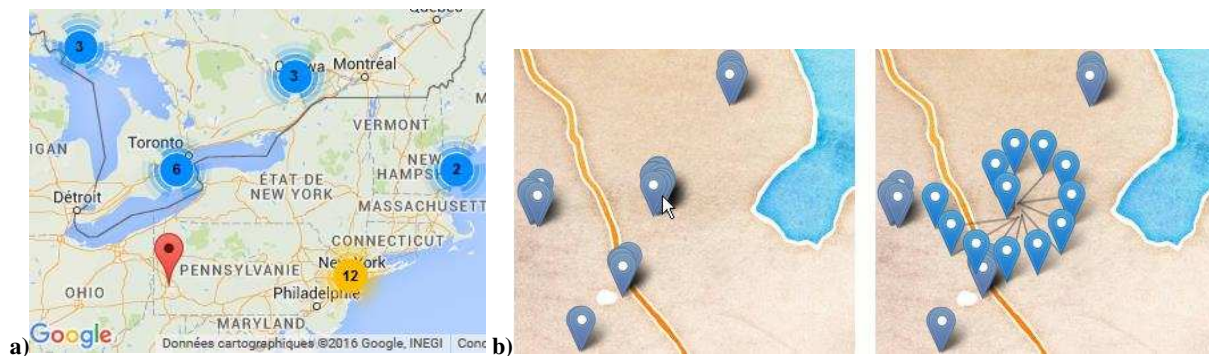 Québec
3
3
Ottawa
Montréal
VERMONT
Toronto
IGAN
6
NEW
HAMPSH
2
ÉTAT DE
NEW YORK
Détroit
MASSACHUSETT
CONNECTICUT
New York
PENNSYLVANIE
12
OHIO
Philadelphie
MARYLAND
Google
Données cartographiques ©2016 Google, INEGI
Cond
a)
b)